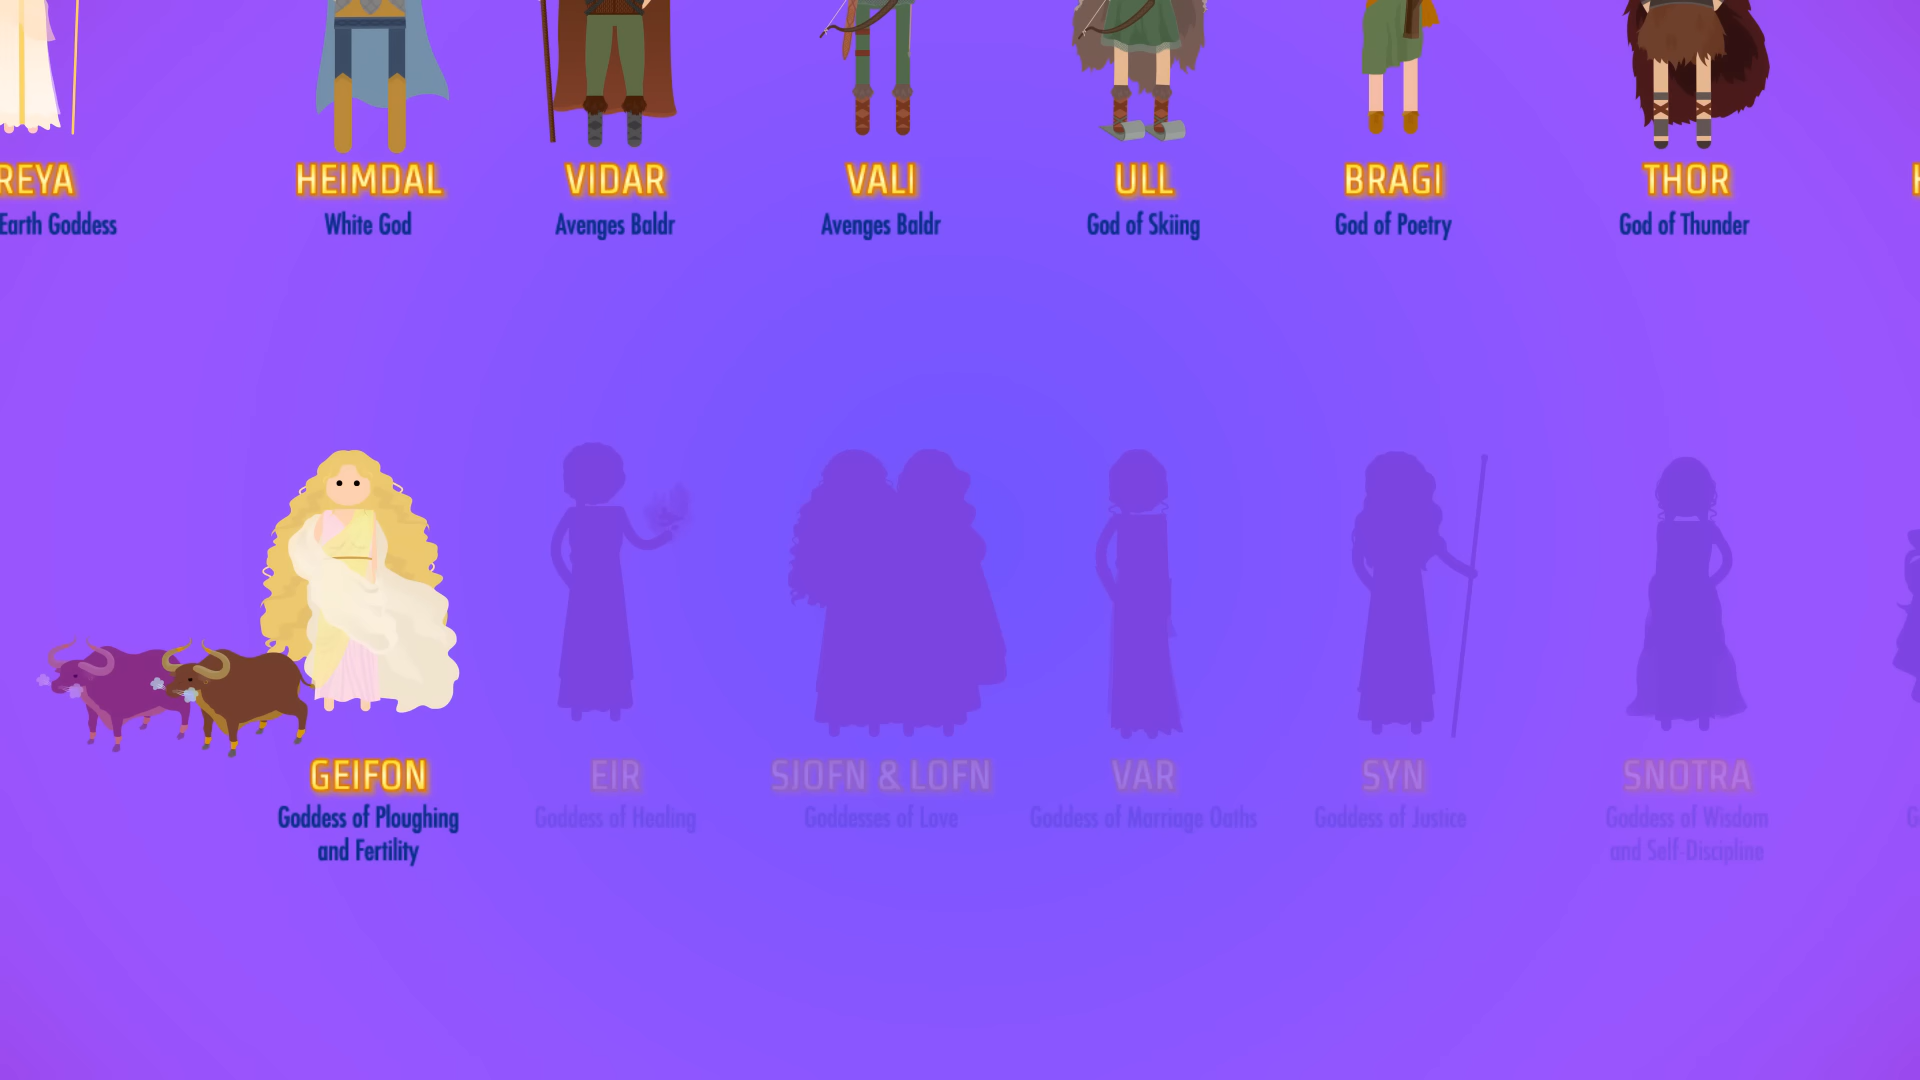 REYA
Earth Goddess
HEIMDAL
White God
VIDAR
Avenges Baldr
VALI
Avenges Baldr
ULL
God of Skiing
BRAGI
God of Poetry
THOR
God of Thunder
GEIFON
Goddess of Ploughing
and Fertility
EIR
Goddess of Healing
SJOFN & LOFN
Goddesses of Love
VAR
Goddess of Marriage Oaths
SYN
Goddess of Justice
SNOTRA
Goddess of Wisdom
and Self-Discipline